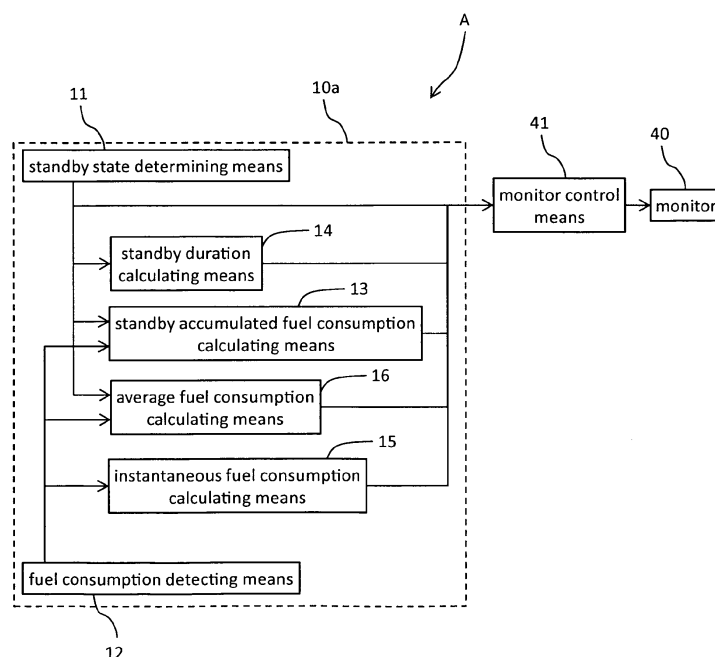 A
11
10a
41
40
standby state determining means
monitor control
means
monitor
14
standby duration
calculating means
13
standby accumulated fuel consumption
calculating means
16
average fuel consumption
calculating means
15
instantaneous fuel consumption
calculating means
fuel consumption detecting means
12